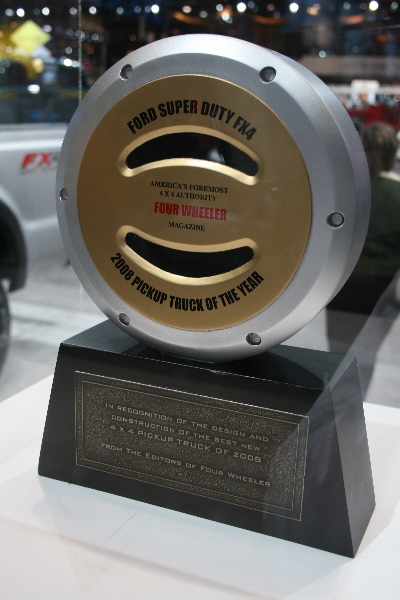 FORD SUPER DUTY FX4
AMERICA'S FOREMOST
4 X 4 AUTHORITY
FOUR WHEELER
MAGAZINE
2008 PICKUP TRUCK OF THE YEAR
IN RECOGNITION OF THE DESIGN AND
CONSTRUCTION OF THE BEST NEW
4 X 4 PICKUP TRUCK OF 2008
FROM THE EDITORS OF FOUR WHEELER
FX